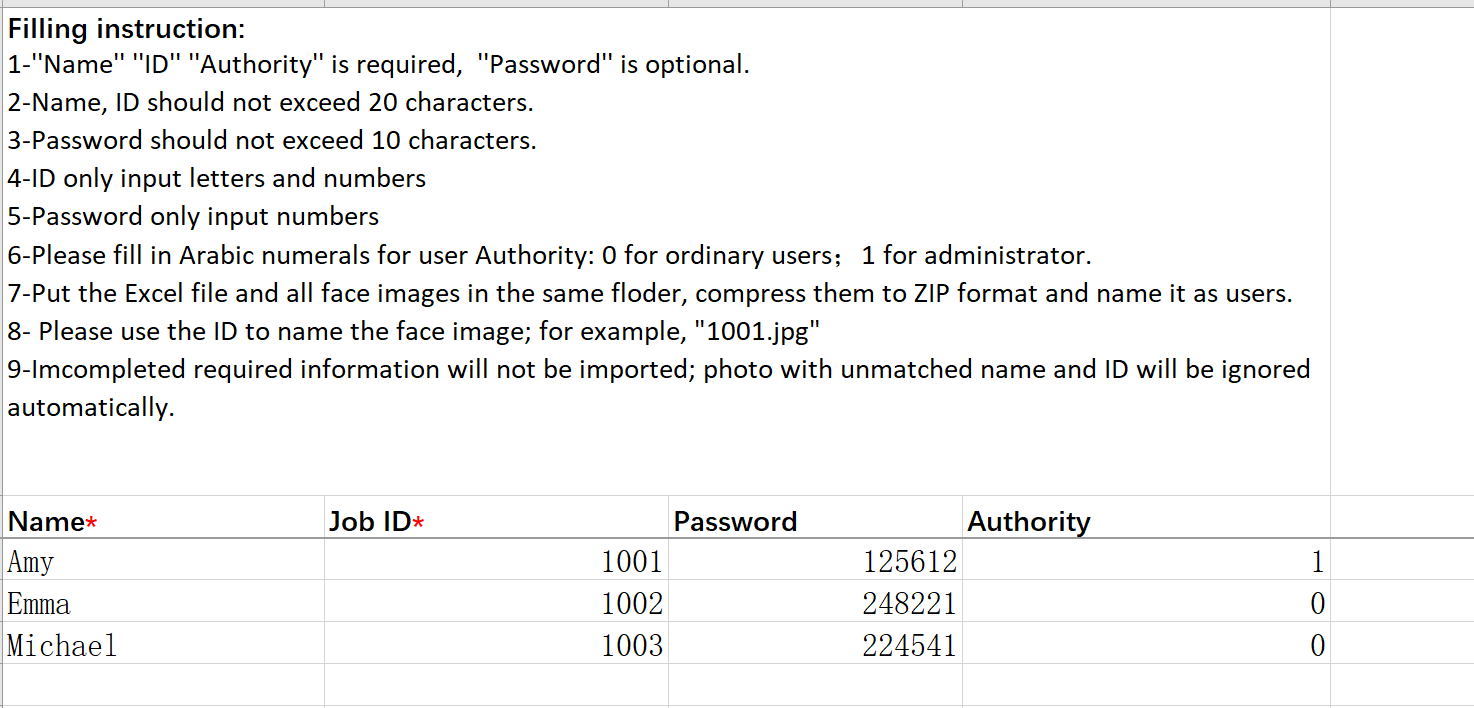 Filling instruction:
1-"Name" "ID" "Authority" is required,  "Password" is optional.
2-Name, ID should not exceed 20 characters.
3-Password should not exceed 10 characters.
4-ID only input letters and numbers
5-Password only input numbers
6-Please fill in Arabic numerals for user Authority: 0 for ordinary users； 1 for administrator.
7-Put the Excel file and all face images in the same floder, compress them to ZIP format and name it as users.
8- Please use the ID to name the face image; for example, "1001.jpg"
9-Imcompleted required information will not be imported; photo with unmatched name and ID will be ignored
automatically.
Name* Job ID* Password Authority
Amy 1001 125612 1
Emma 1002 248221 0
Michael 1003 224541 0